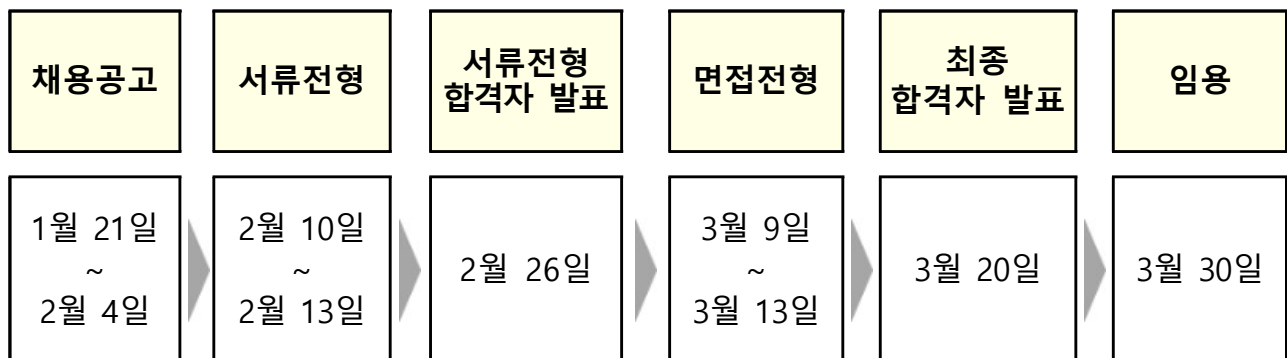 채용공고
서류전형
서류전형
합격자 발표
면접전형
최종
합격자 발표
임용
1월 21일
~
2월 4일
2월 10일
~
2월 13일
2월 26일
3월 9일
~
3월 13일
3월 20일
3월 30일